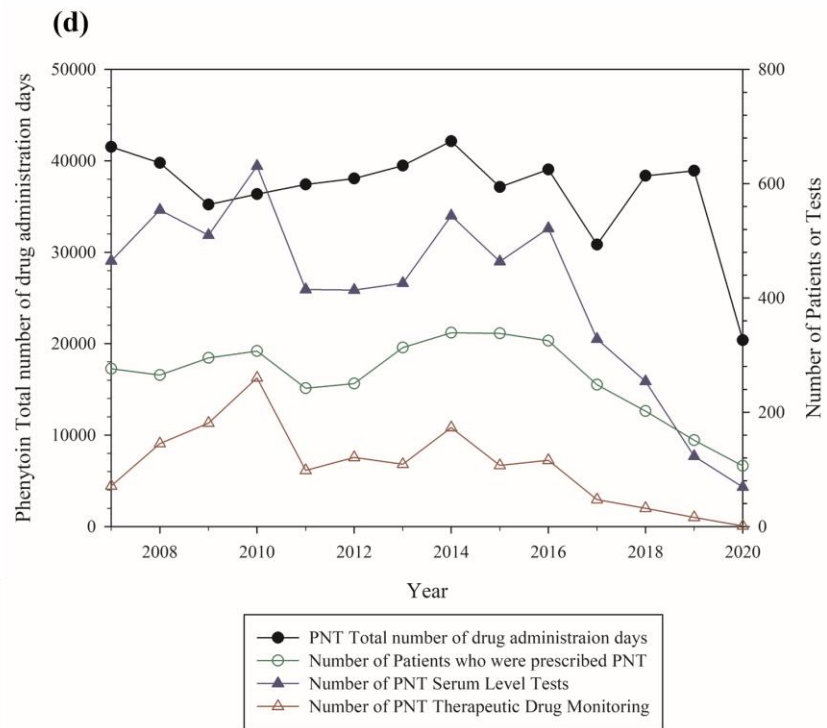 (d)
50000
40000
30000
20000
10000
0
Phenytoin Total number of drug administration days
800
600
400
200
0
Number of Patients or Tests
2008 2010 2012 2014 2016 2018 2020
Year
PNT Total number of drug administraion days
Number of Patients who were prescribed PNT
Number of PNT Serum Level Tests
Number of PNT Therapeutic Drug Monitoring